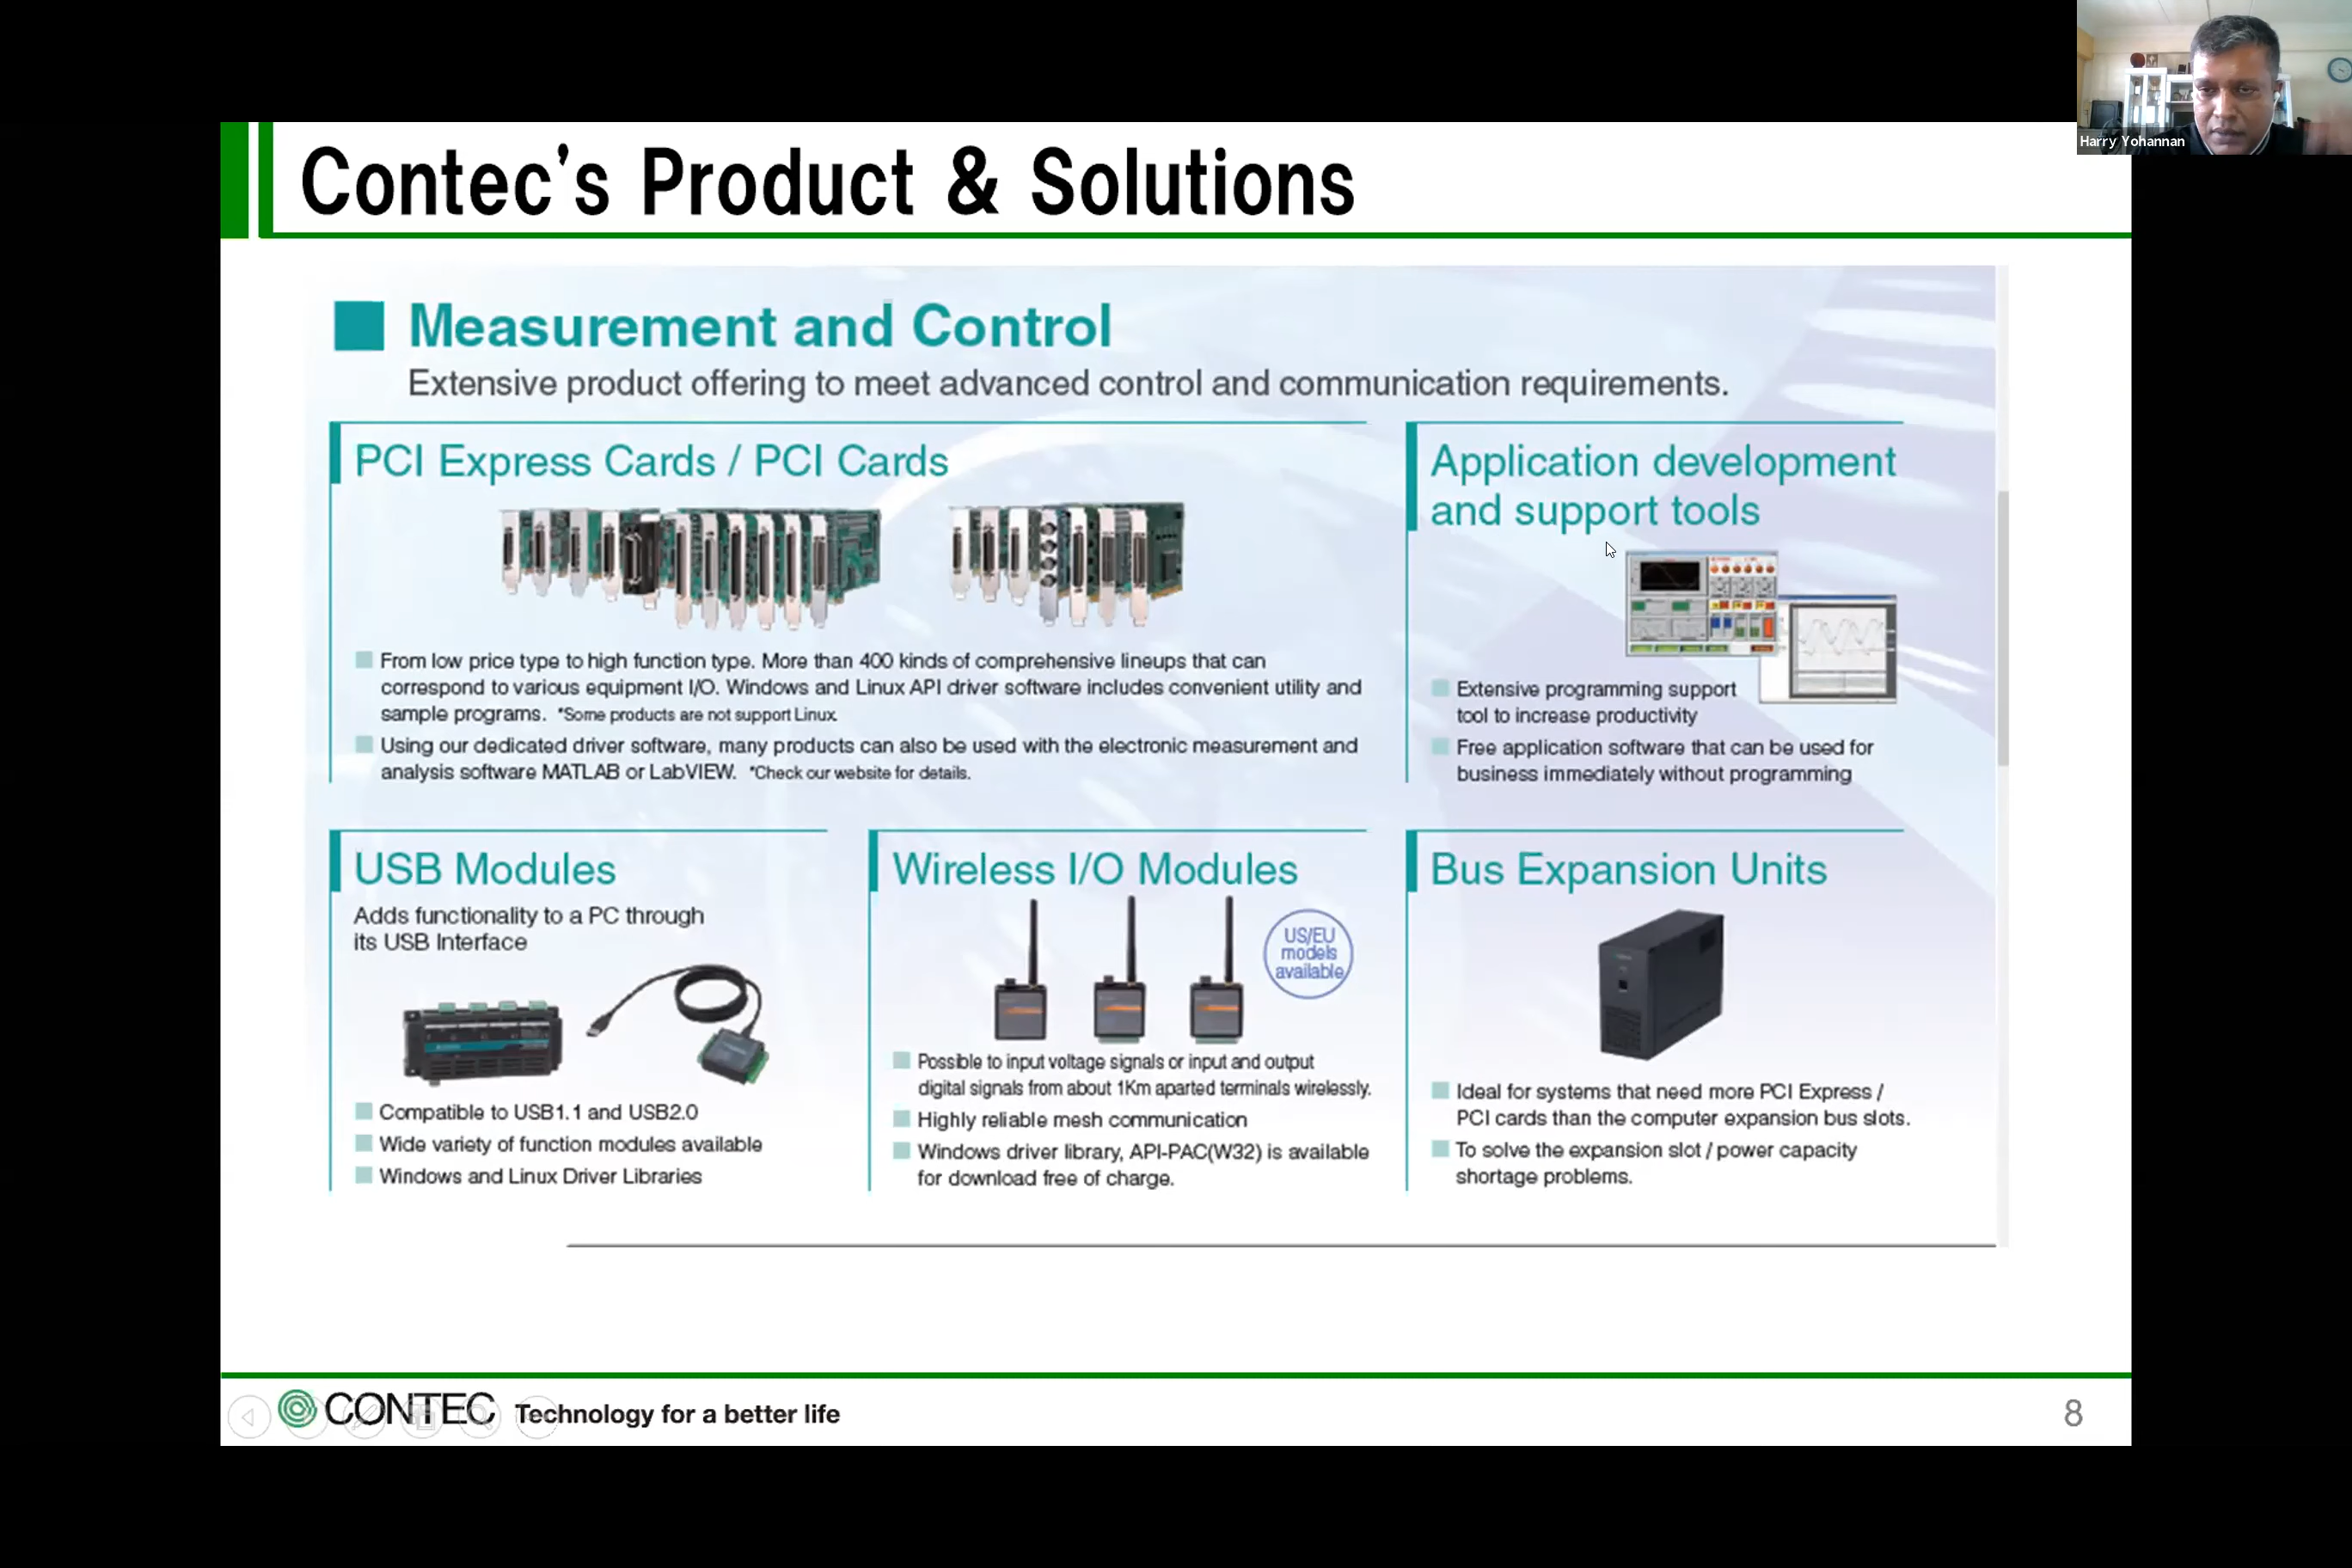 Harry Yohannan
Contec's Product & Solutions
Measurement and Control
Extensive product offering to meet advanced control and communication requirements.
PCI Express Cards / PCI Cards
From low price type to high function type. More than 400 kinds of comprehensive lineups that can
correspond to various equipment I/O. Windows and Linux API driver software includes convenient utility and
sample programs. *Some products are not support Linux.
Using our dedicated driver software, many products can also be used with the electronic measurement and
analysis software MATLAB or LabVIEW. *Check our website for details.
Application development
and support tools
Extensive programming support
tool to increase productivity
Free application software that can be used for
business immediately without programming
USB Modules
Adds functionality to a PC through
its USB Interface
Compatible to USB1.1 and USB2.0
Wide variety of function modules available
Windows and Linux Driver Libraries
Wireless I/O Modules
US/EU
models
available
Possible to input voltage signals or input and output
digital signals from about 1Km aparted terminals wirelessly.
Highly reliable mesh communication
Windows driver library, API-PAC(W32) is available
for download free of charge.
Bus Expansion Units
Ideal for systems that need more PCI Express /
PCI cards than the computer expansion bus slots.
To solve the expansion slot / power capacity
shortage problems.
CONTEC Technology for a better life
8